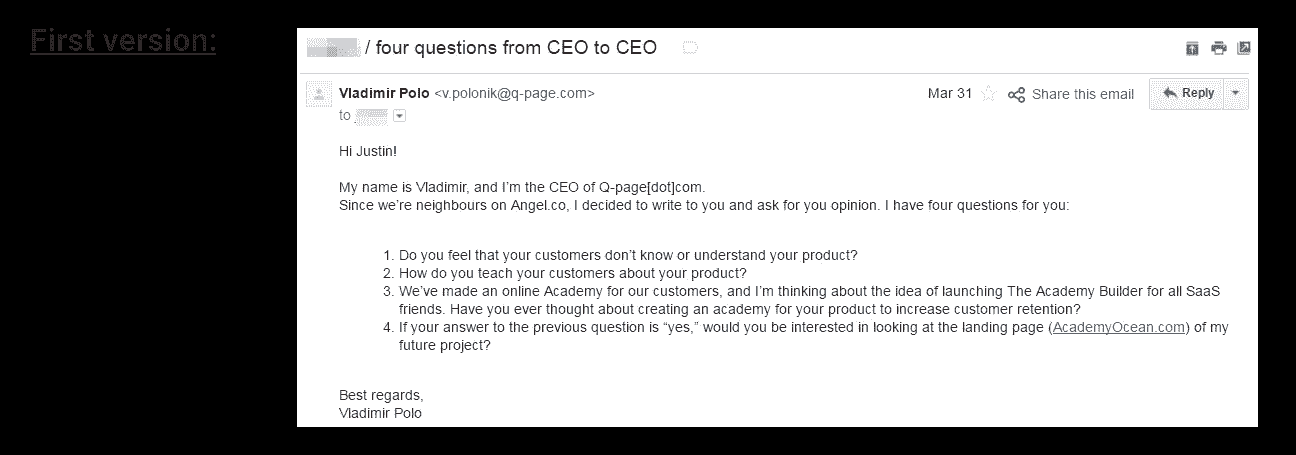 First version:
/ four questions from CEO to CEO
Vladimir Polo <v.polonik@q-page.com>
Mar 31
Share this email
Reply
to
Hi Justin!
My name is Vladimir, and I'm the CEO of Q-page[dot]com.
Since we're neighbours on Angel.co, I decided to write to you and ask for you opinion. I have four questions for you:
1. Do you feel that your customers don't know or understand your product?
2. How do you teach your customers about your product?
3. We've made an online Academy for our customers, and I'm thinking about the idea of launching The Academy Builder for all SaaS
friends. Have you ever thought about creating an academy for your product to increase customer retention?
4. If your answer to the previous question is “yes,” would you be interested in looking at the landing page (AcademyOcean.com) of my
future project?
Best regards,
Vladimir Polo